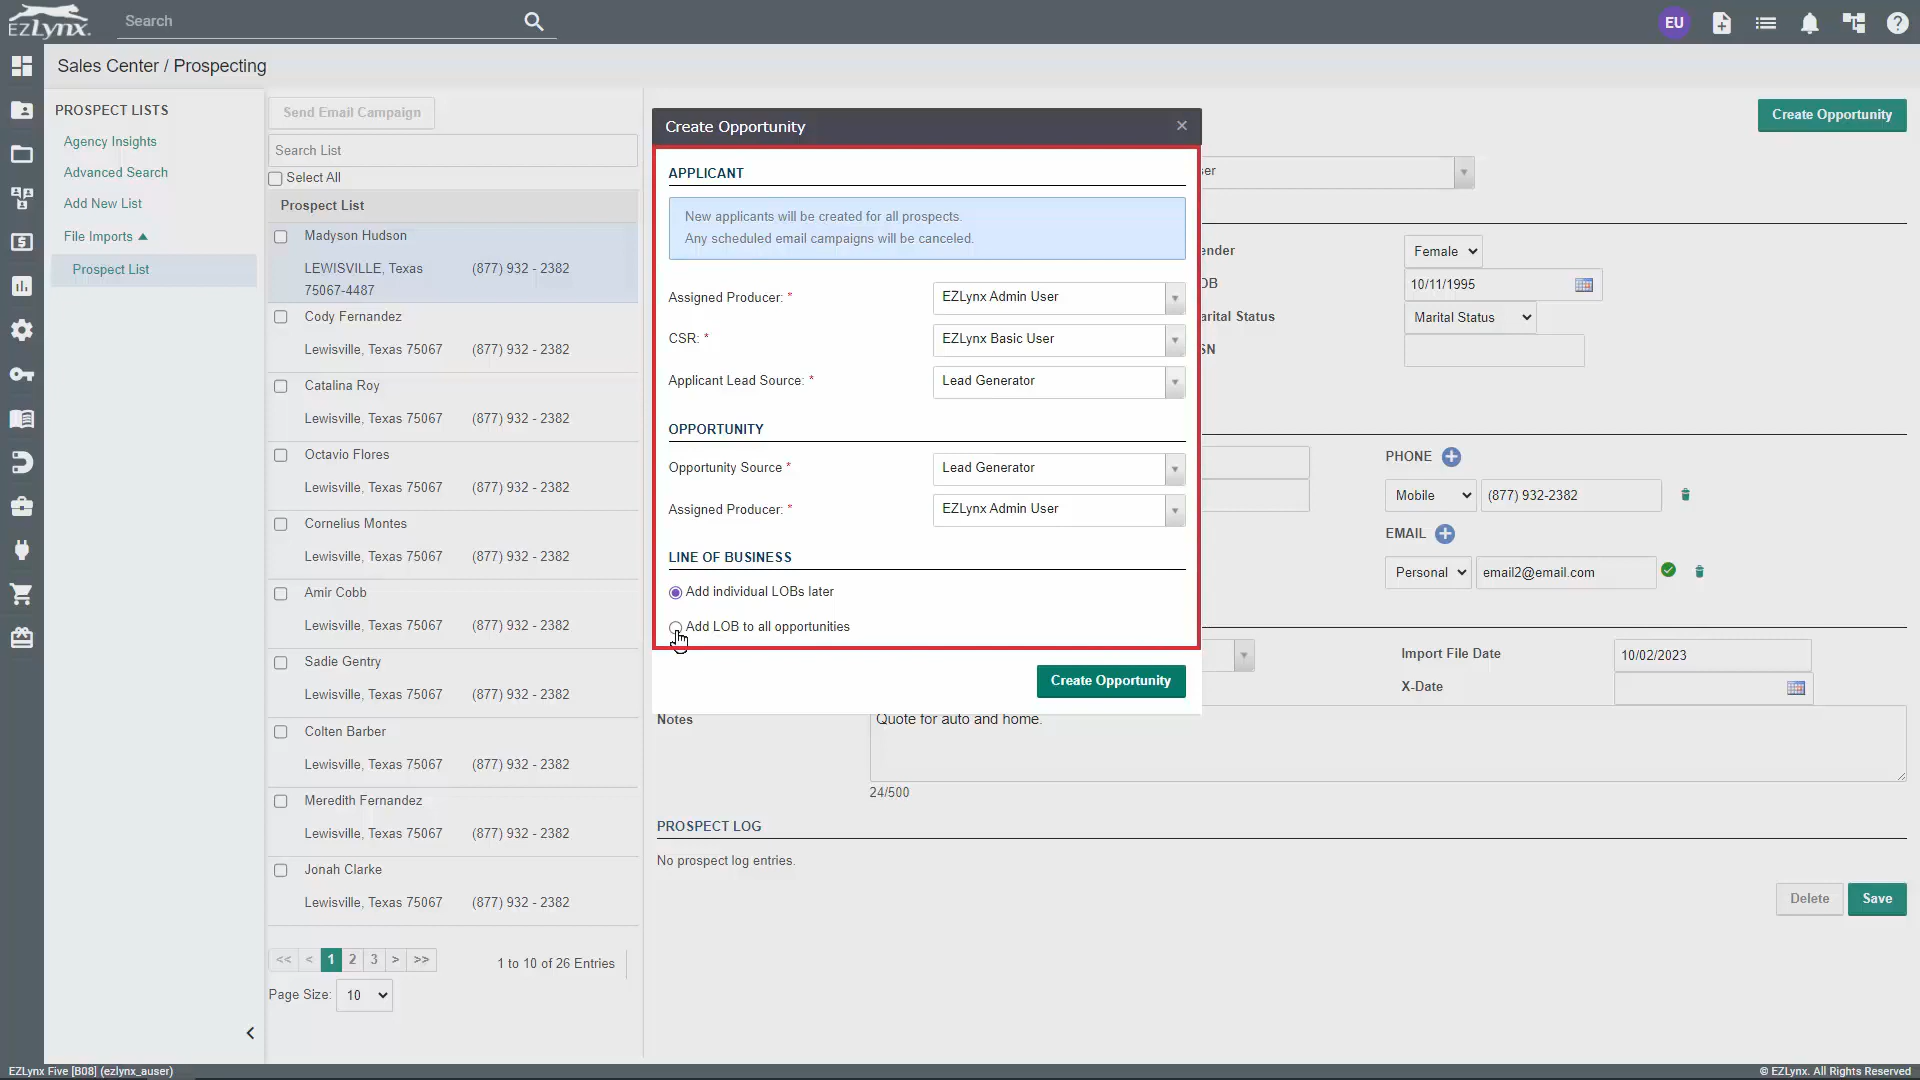 EZLynx
Search
EU
Sales Center / Prospecting
PROSPECT LISTS
Agency Insights
Advanced Search
Add New List
File Imports
Prospect List
Send Email Campaign
Search List
Select All
Prospect List
Madyson Hudson
LEWISVILLE, Texas (877) 932 - 2382
75067-4487
Cody Fernandez
Lewisville, Texas 75067 (877) 932 - 2382
Catalina Roy
Lewisville, Texas 75067 (877) 932 - 2382
Octavio Flores
Lewisville, Texas 75067 (877) 932 - 2382
Cornelius Montes
Lewisville, Texas 75067 (877) 932 - 2382
Amir Cobb
Lewisville, Texas 75067 (877) 932 - 2382
Sadie Gentry
Lewisville, Texas 75067 (877) 932 - 2382
Colten Barber
Lewisville, Texas 75067 (877) 932 - 2382
Meredith Fernandez
Lewisville, Texas 75067 (877) 932 - 2382
Jonah Clarke
Lewisville, Texas 75067 (877) 932 - 2382
<< < 1 2 3 > >> 1 to 10 of 26 Entries
Page Size: 10
Create Opportunity ×
APPLICANT
New applicants will be created for all prospects.
Any scheduled email campaigns will be canceled.
Assigned Producer: * EZLynx Admin User
CSR: * EZLynx Basic User
Applicant Lead Source: * Lead Generator
OPPORTUNITY
Opportunity Source * Lead Generator
Assigned Producer: * EZLynx Admin User
LINE OF BUSINESS
Add individual LOBs later
Add LOB to all opportunities
Create Opportunity
Create Opportunity
er
ender Female
OB 10/11/1995
arital Status Marital Status
SN
PHONE
Mobile (877) 932-2382
EMAIL
Personal email2@email.com
Import File Date 10/02/2023
X-Date
Notes Quote for auto and home.
24/500
PROSPECT LOG
No prospect log entries.
Delete Save
EZLynx Five [B08] (ezlynx_auser) © EZLynx. All Rights Reserved